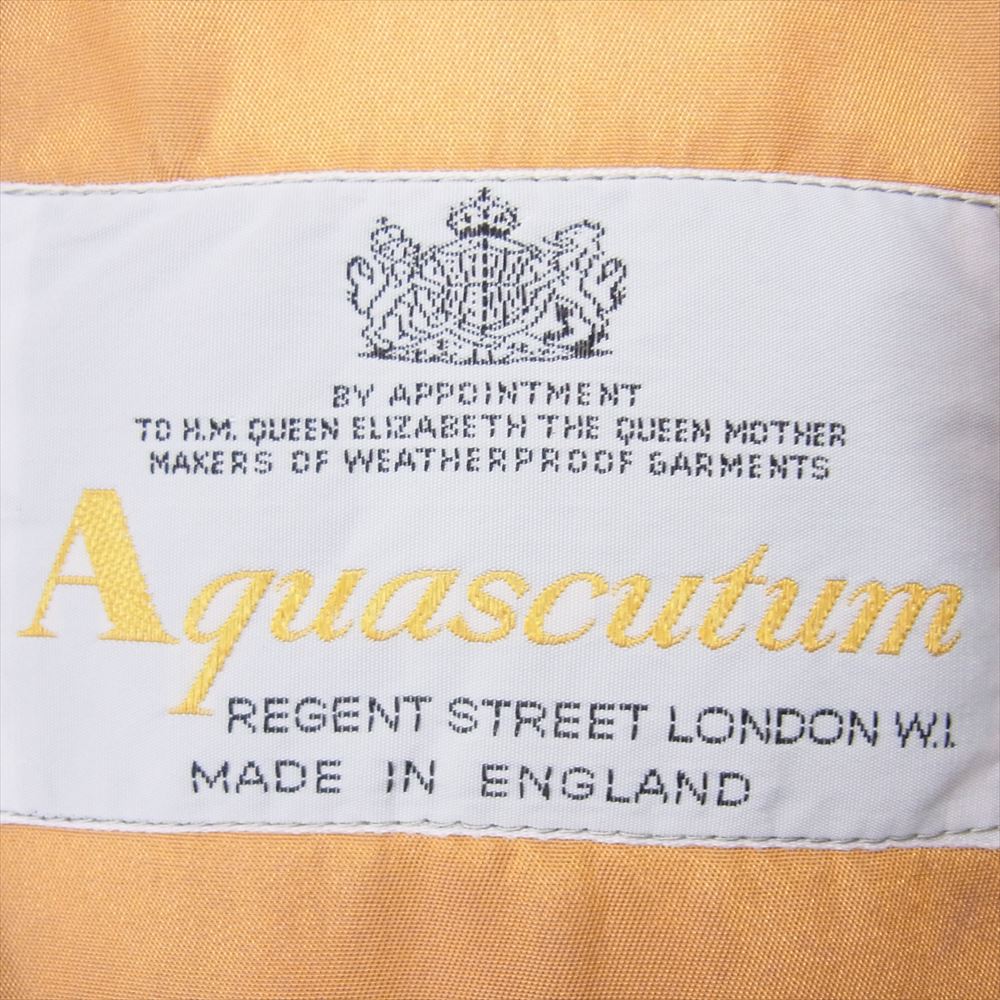 BY APPOINTMENT
TO H.M. QUEEN ELIZABETH THE QUEEN MOTHER
MAKERS OF WEATHERPROOF GARMENTS
Aquascutum
REGENT STREET LONDON W.I.
MADE IN ENGLAND